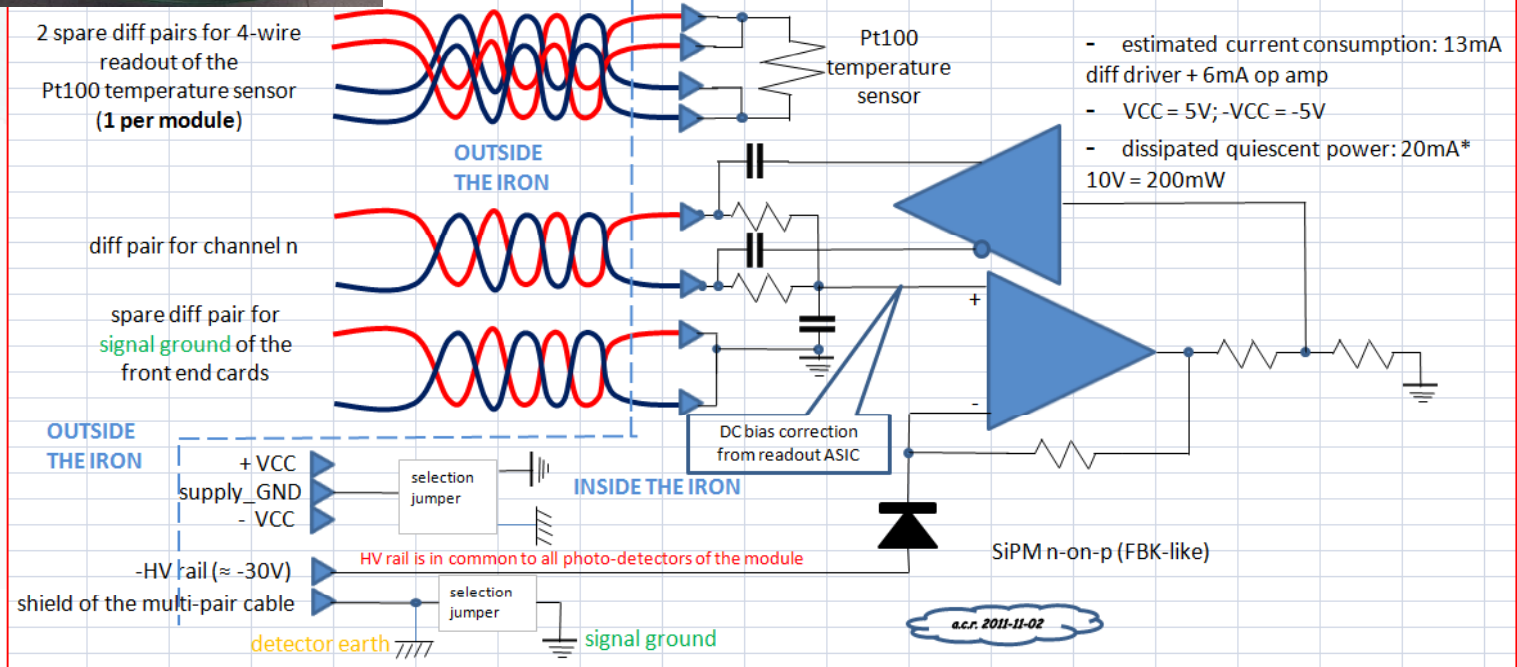 2 spare diff pairs for 4-wire
readout of the
Pt100 temperature sensor
(1 per module)
Pt100
temperature
sensor
- estimated current consumption: 13mA
diff driver + 6mA op amp
- VCC = 5V; -VCC = -5V
- dissipated quiescent power: 20mA*
10V = 200mW
OUTSIDE
THE IRON
diff pair for channel n
spare diff pair for
signal ground of the
front end cards
+
-
DC bias correction
from readout ASIC
OUTSIDE
THE IRON
+ VCC
supply_GND
- VCC
selection
jumper
INSIDE THE IRON
HV rail is in common to all photo-detectors of the module
SiPM n-on-p (FBK-like)
-HV rail (≈ -30V)
shield of the multi-pair cable
selection
jumper
detector earth
signal ground
a.c.r. 2011-11-02